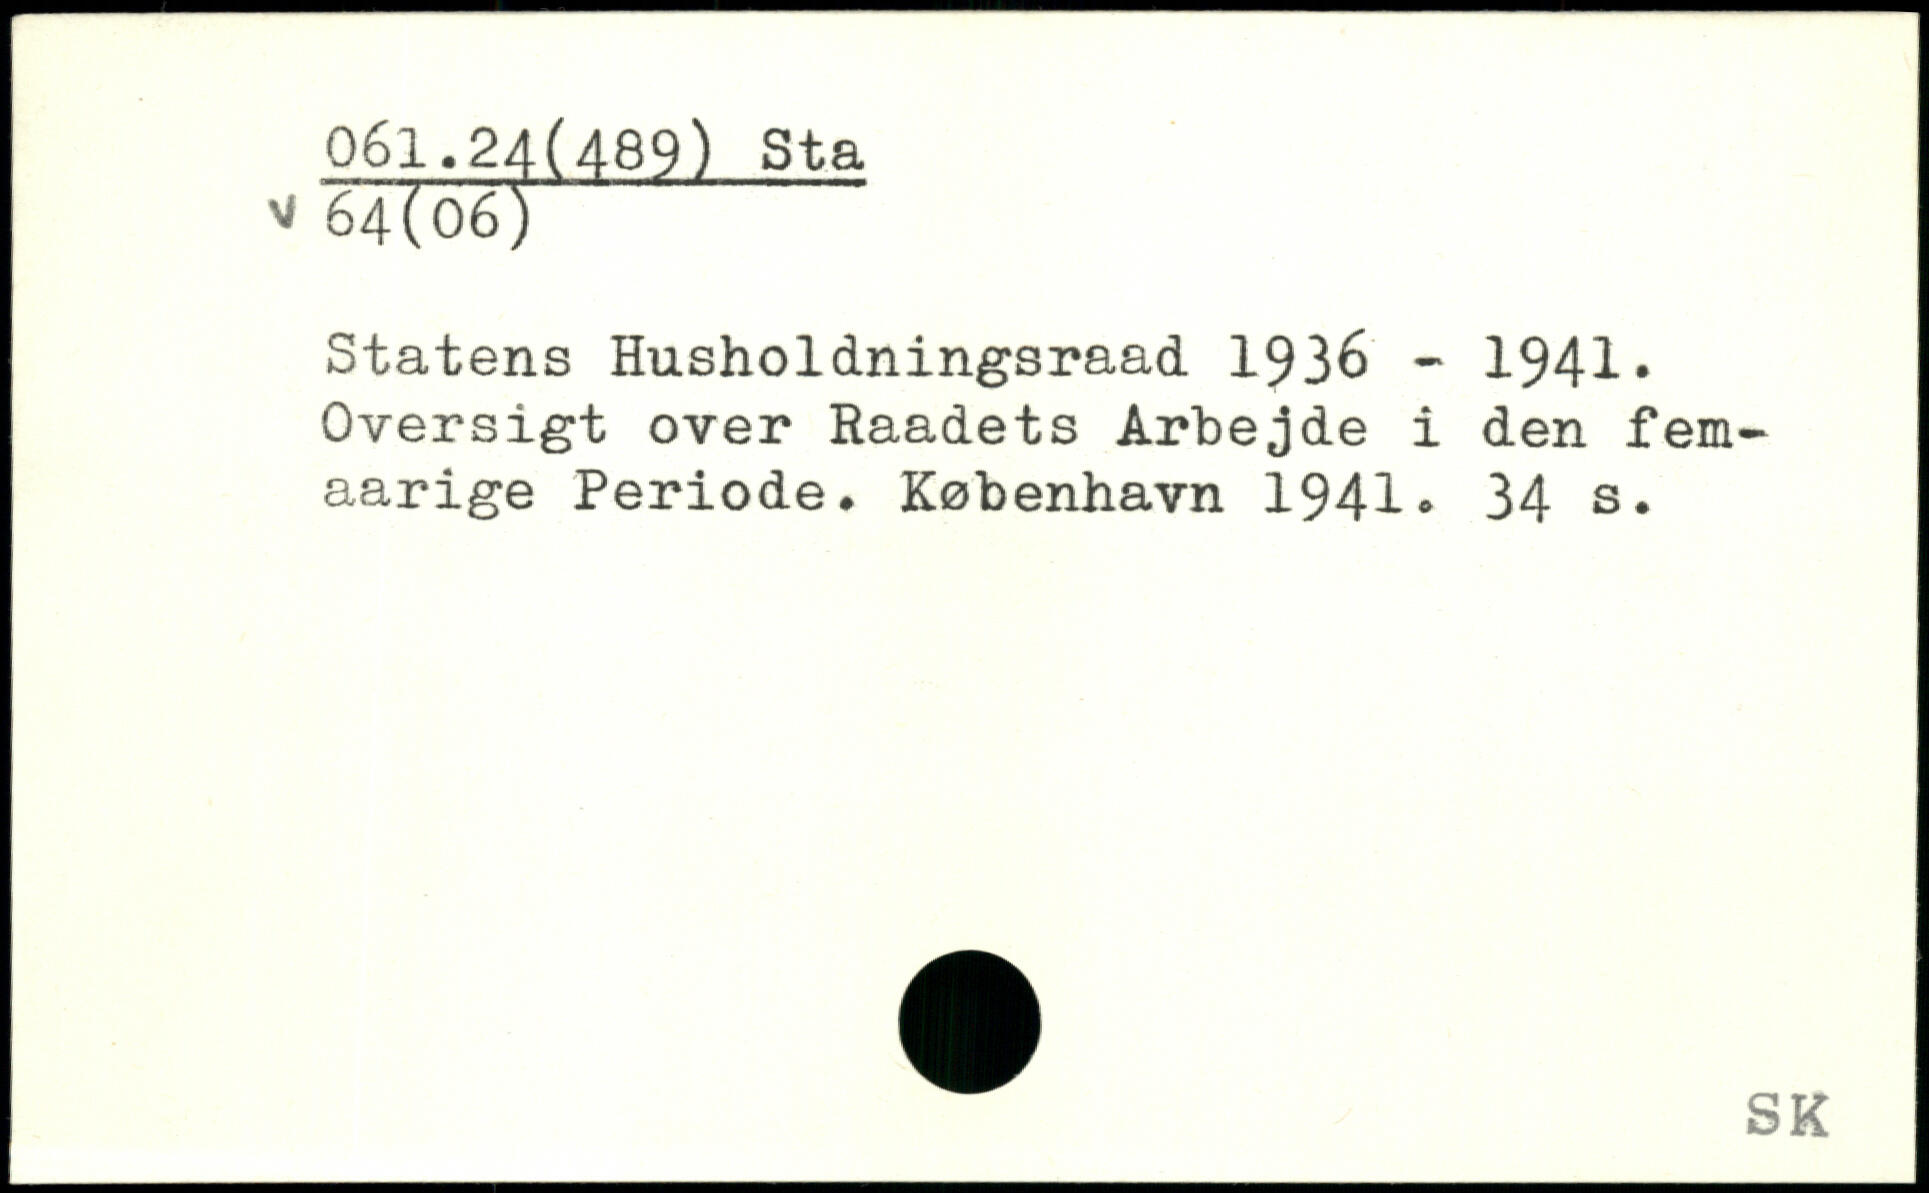 061.24(489) Sta
v 64(06)
Statens Husholdningsraad 1936 - 1941.
Oversigt over Raadets Arbejde i den fem-
aarige Periode. København 1941. 34 s.
SK